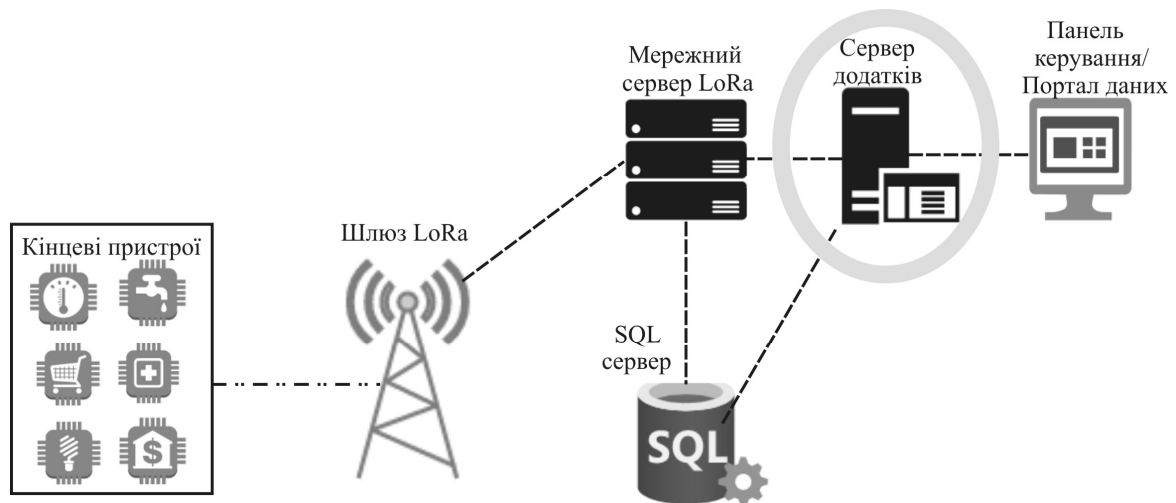 Кінцеві пристрої
Шлюз LoRa
Мережний
сервер LoRa
SQL
сервер
SQL
Сервер
додатків
Панель
керування/
Портал даних
$